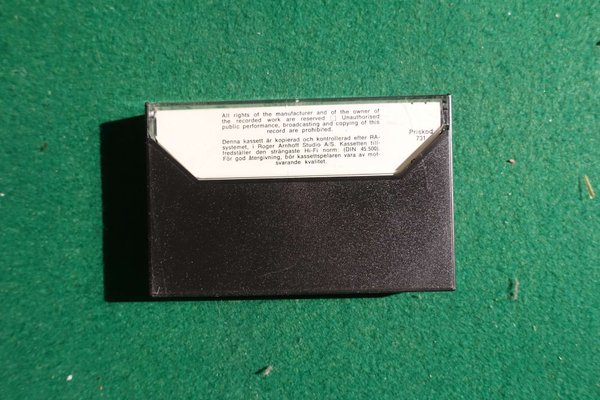 All rights of the manufacturer and of the owner of
the recorded work are reserved Unauthorised
public performance, broadcasting and copying of this
record are prohibited.
Denna kassett är kopierad och kontrollerad efter RA-
systemet, i Roger Arnhoff Studio A/S. Kassetten till-
fredställer den strängaste Hi-Fi norm: (DIN 45.500).
För god återgivning, bör kassettspelaren vara av mot-
svarande kvalitet.
Priskod